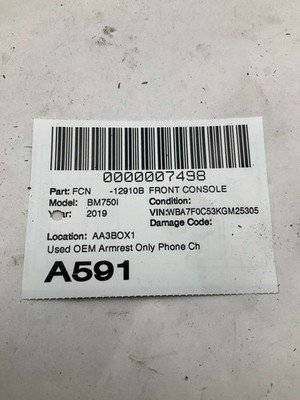 0000007498
Part: FCN -12910B FRONT CONSOLE
Model: BM750I Condition:
Year: 2019 VIN:WBA7F0C53KGM25305
Damage Code:
Location: AA3BOX1
Used OEM Armrest Only Phone Ch
A591